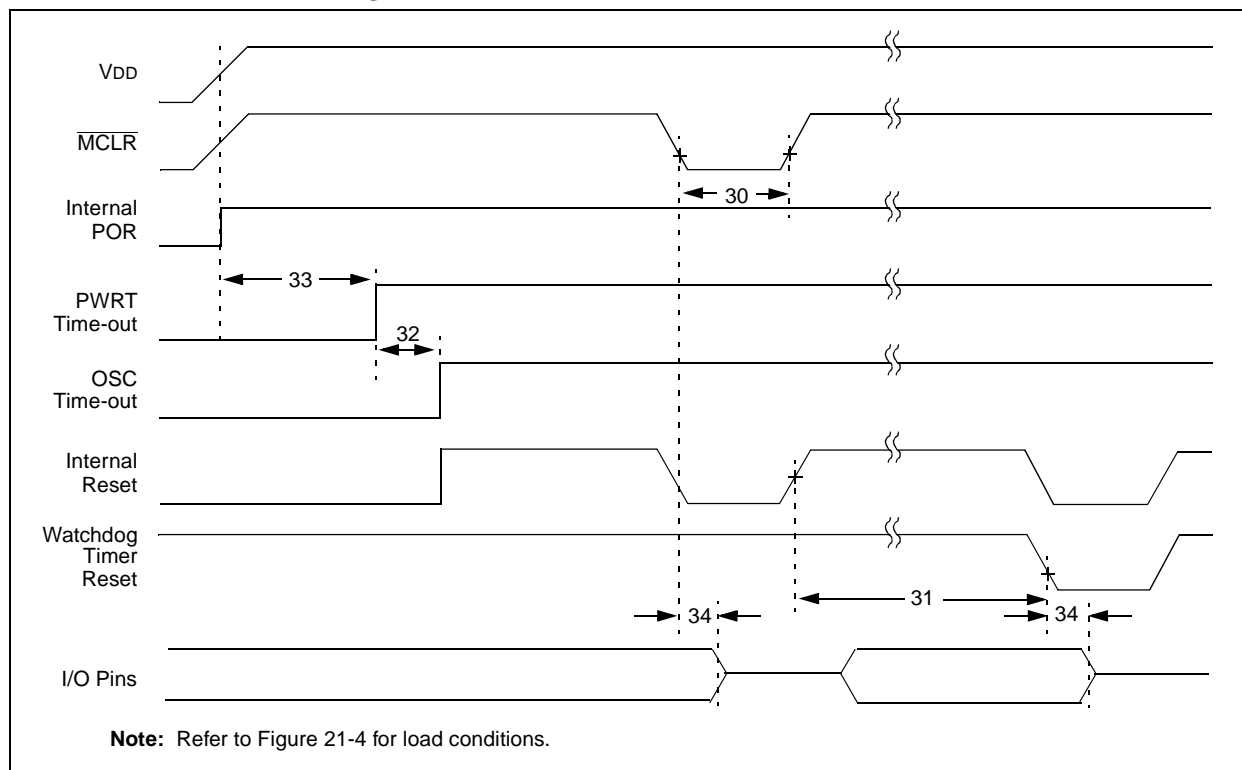 VDD
MCLR
Internal
POR
30
33
PWRT
Time-out
32
OSC
Time-out
Internal
Reset
Watchdog
Timer
Reset
31
34
34
I/O Pins
Note: Refer to Figure 21-4 for load conditions.